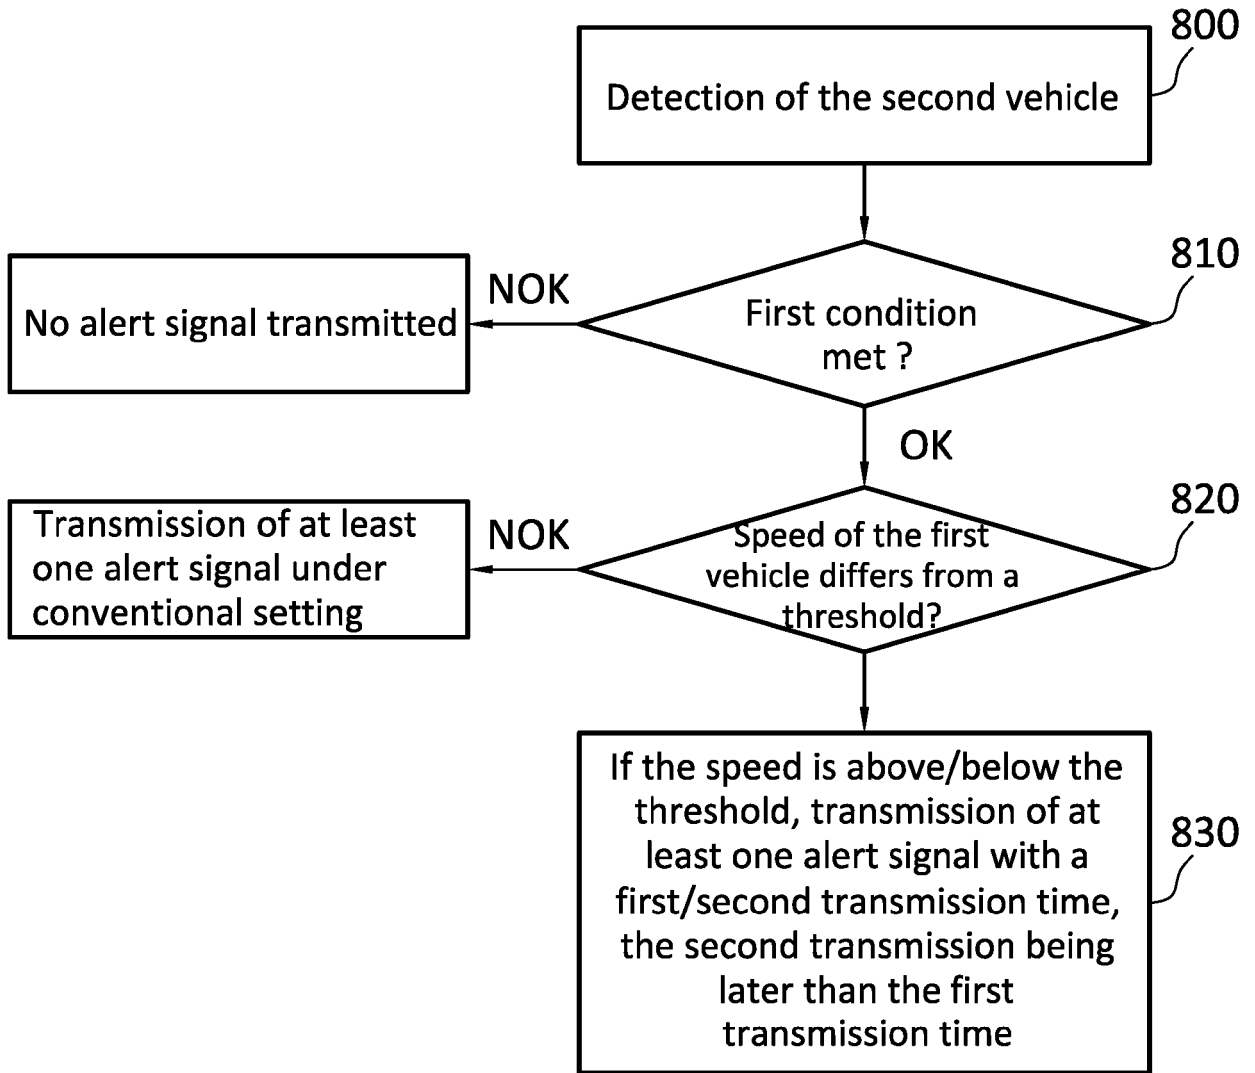 800
Detection of the second vehicle
810
NOK
No alert signal transmitted
First condition
met ?
OK
820
Transmission of at least
one alert signal under
conventional setting
NOK
Speed of the first
vehicle differs from a
threshold?
If the speed is above/below the
threshold, transmission of at
least one alert signal with a
first/second transmission time,
the second transmission being
later than the first
transmission time
830